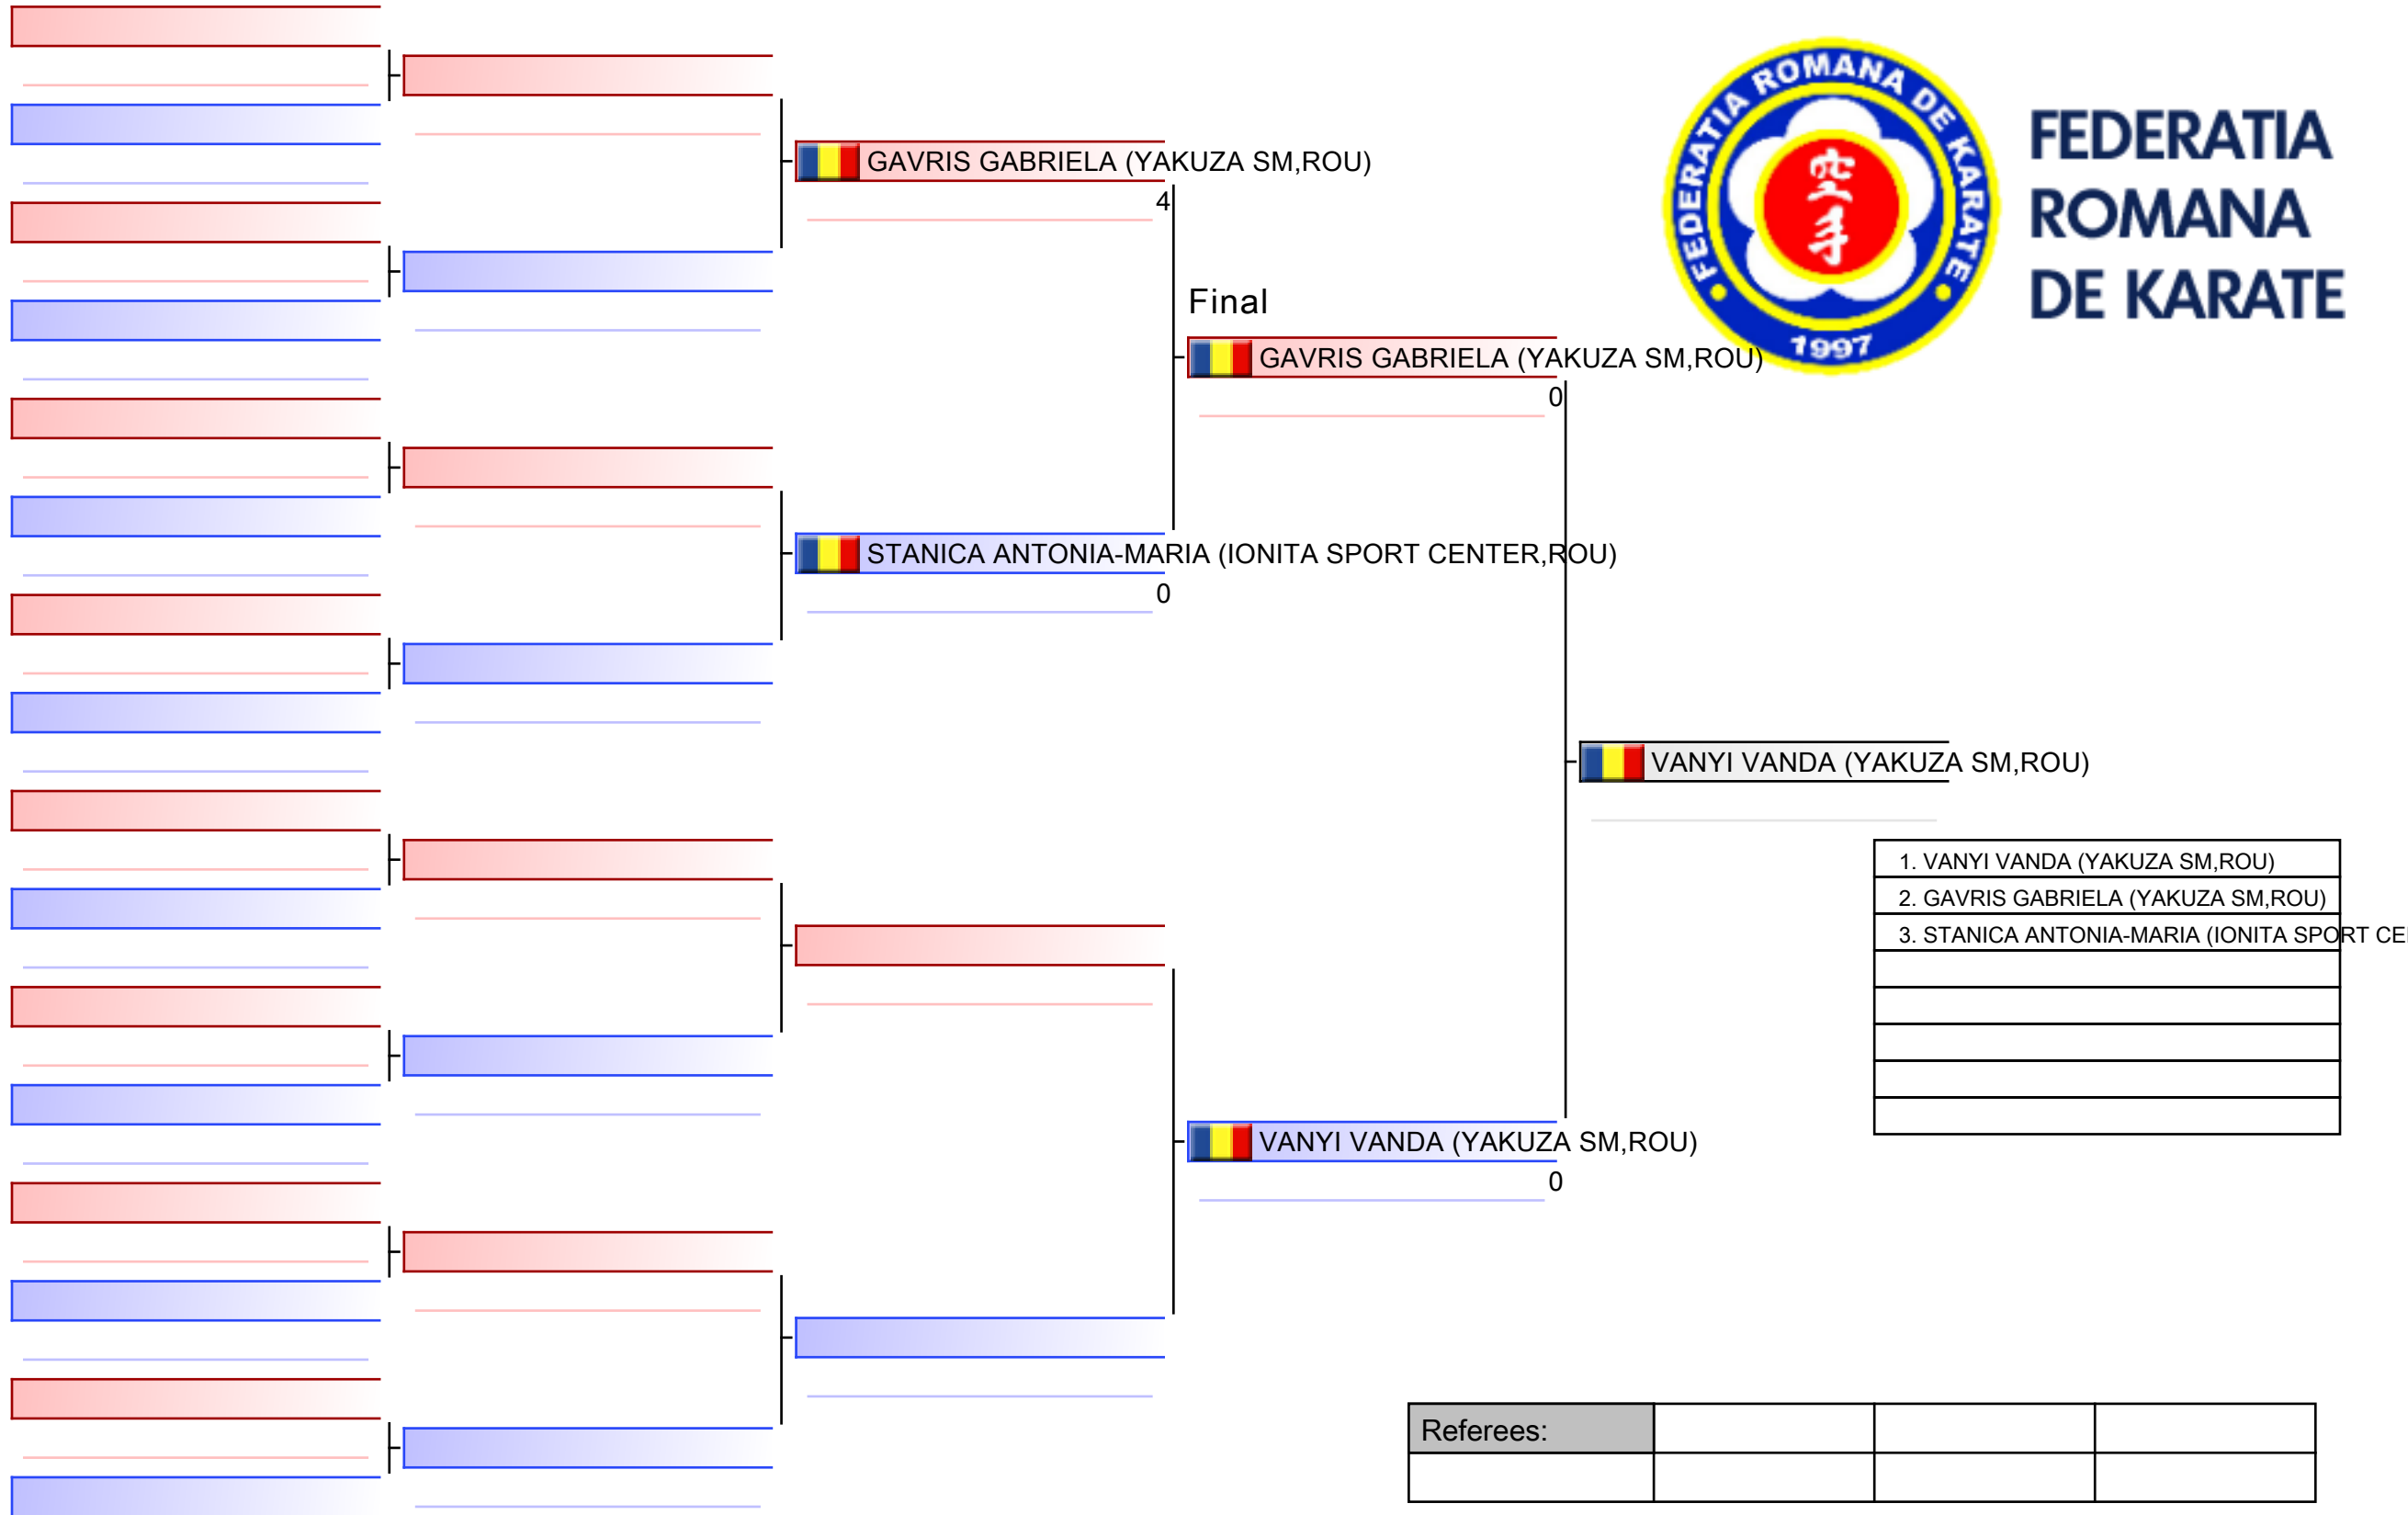 FEDERATIA ROMANA DE KARATE
空手
1997
FEDERATIA
ROMANA
DE KARATE
GAVRIS GABRIELA (YAKUZA SM,ROU)
4
Final
GAVRIS GABRIELA (YAKUZA SM,ROU)
0
STANICA ANTONIA-MARIA (IONITA SPORT CENTER,ROU)
0
VANYI VANDA (YAKUZA SM,ROU)
1. VANYI VANDA (YAKUZA SM,ROU)
2. GAVRIS GABRIELA (YAKUZA SM,ROU)
3. STANICA ANTONIA-MARIA (IONITA SPORT CE
VANYI VANDA (YAKUZA SM,ROU)
0
Referees: